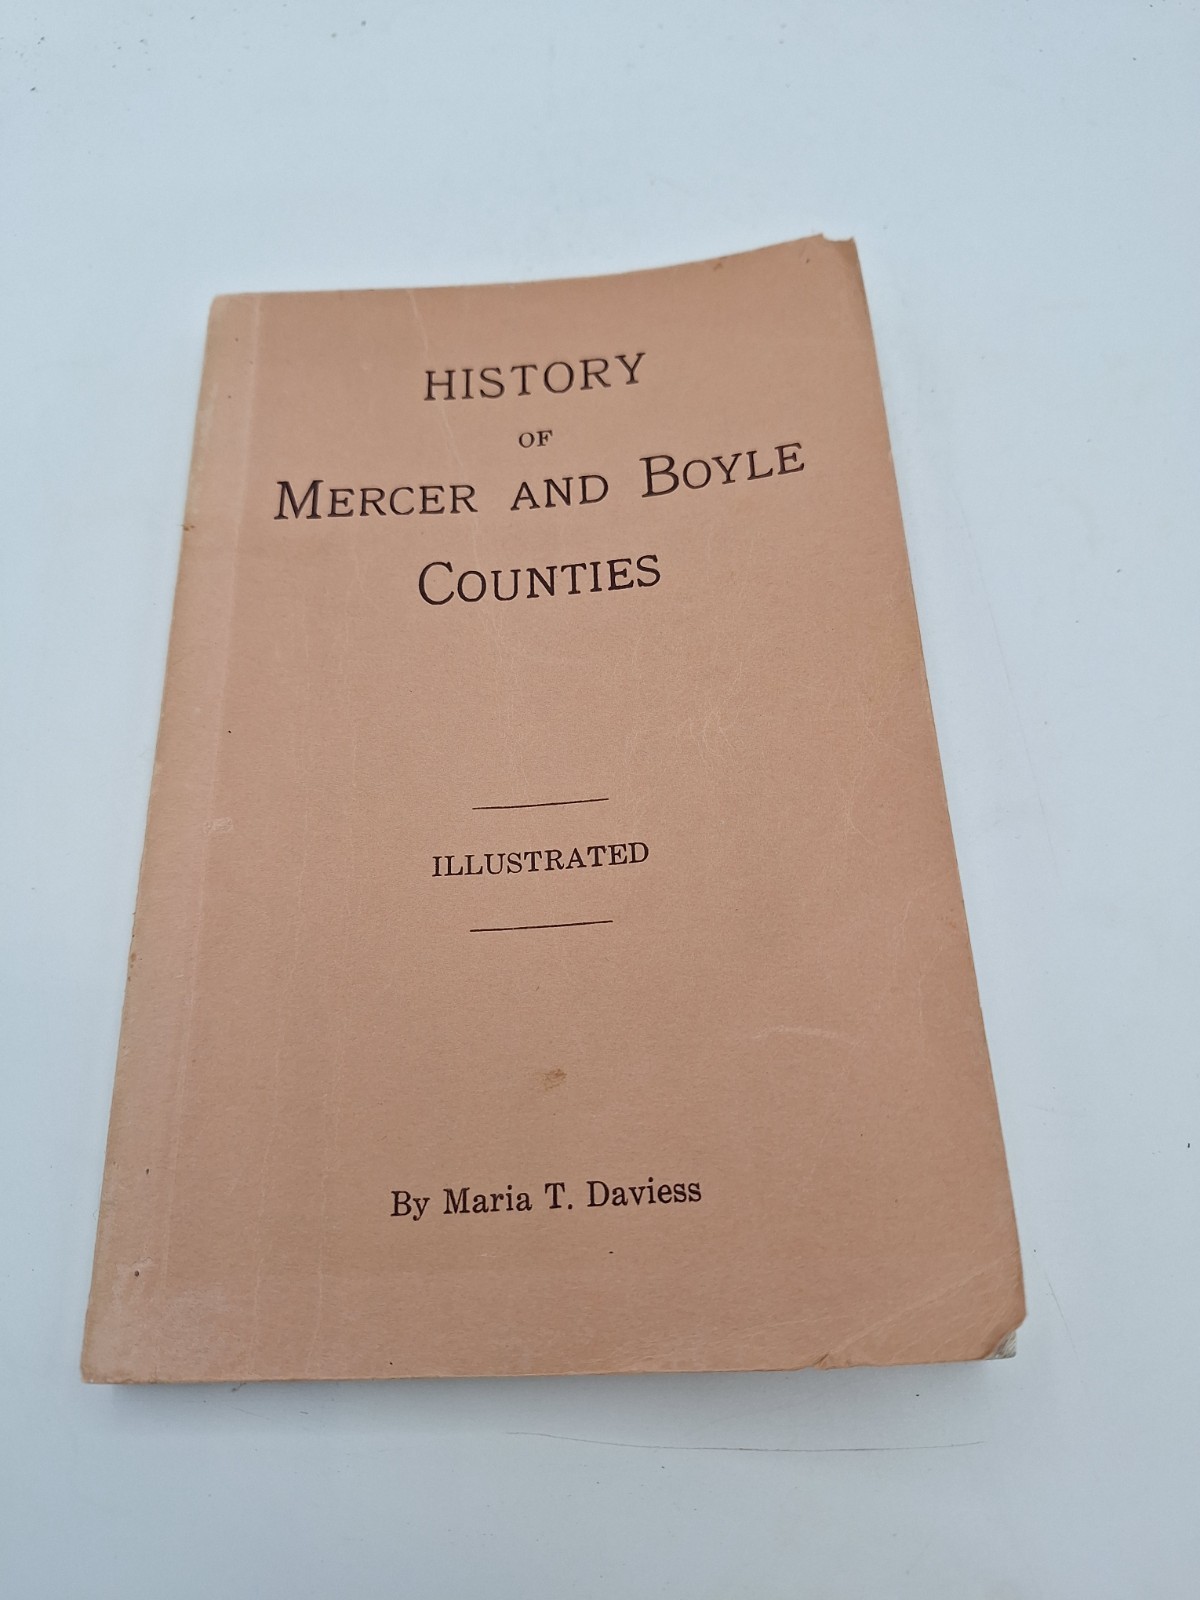 HISTORY
OF
MERCER AND BOYLE
COUNTIES
ILLUSTRATED
By Maria T. Daviess